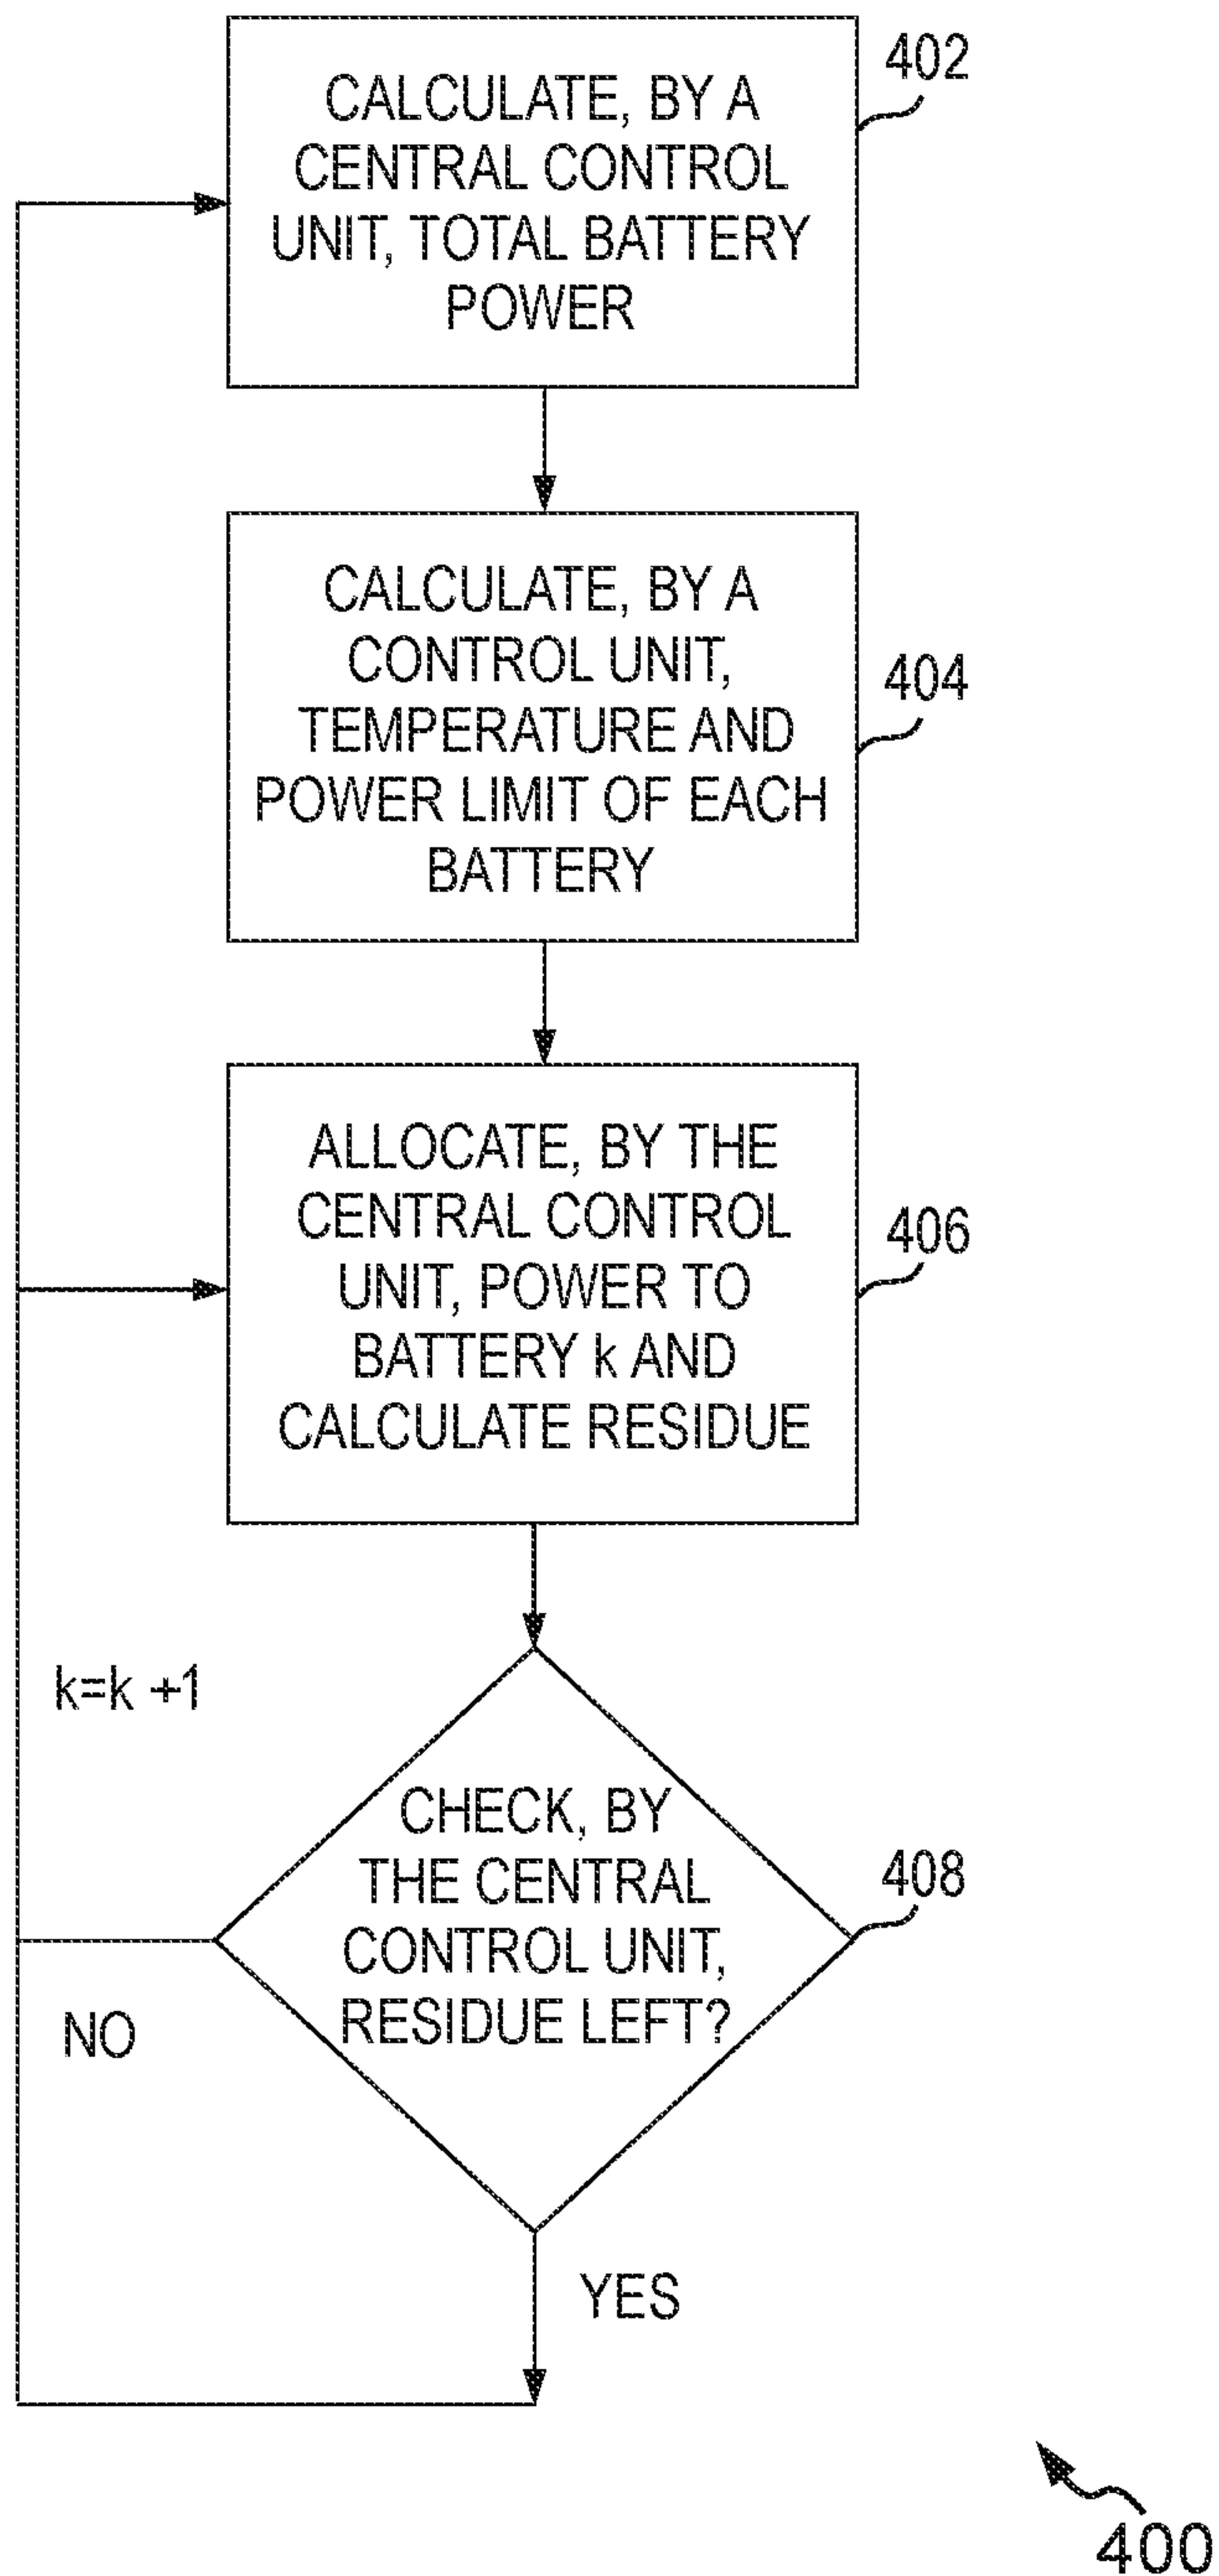 CALCULATE, BY A
CENTRAL CONTROL
UNIT, TOTAL BATTERY
POWER
402
CALCULATE, BY A
CONTROL UNIT,
TEMPERATURE AND
POWER LIMIT OF EACH
BATTERY
404
ALLOCATE, BY THE
CENTRAL CONTROL
UNIT, POWER TO
BATTERY k AND
CALCULATE RESIDUE
406
k=k +1
CHECK, BY
THE CENTRAL
CONTROL UNIT,
RESIDUE LEFT?
408
NO
YES
400